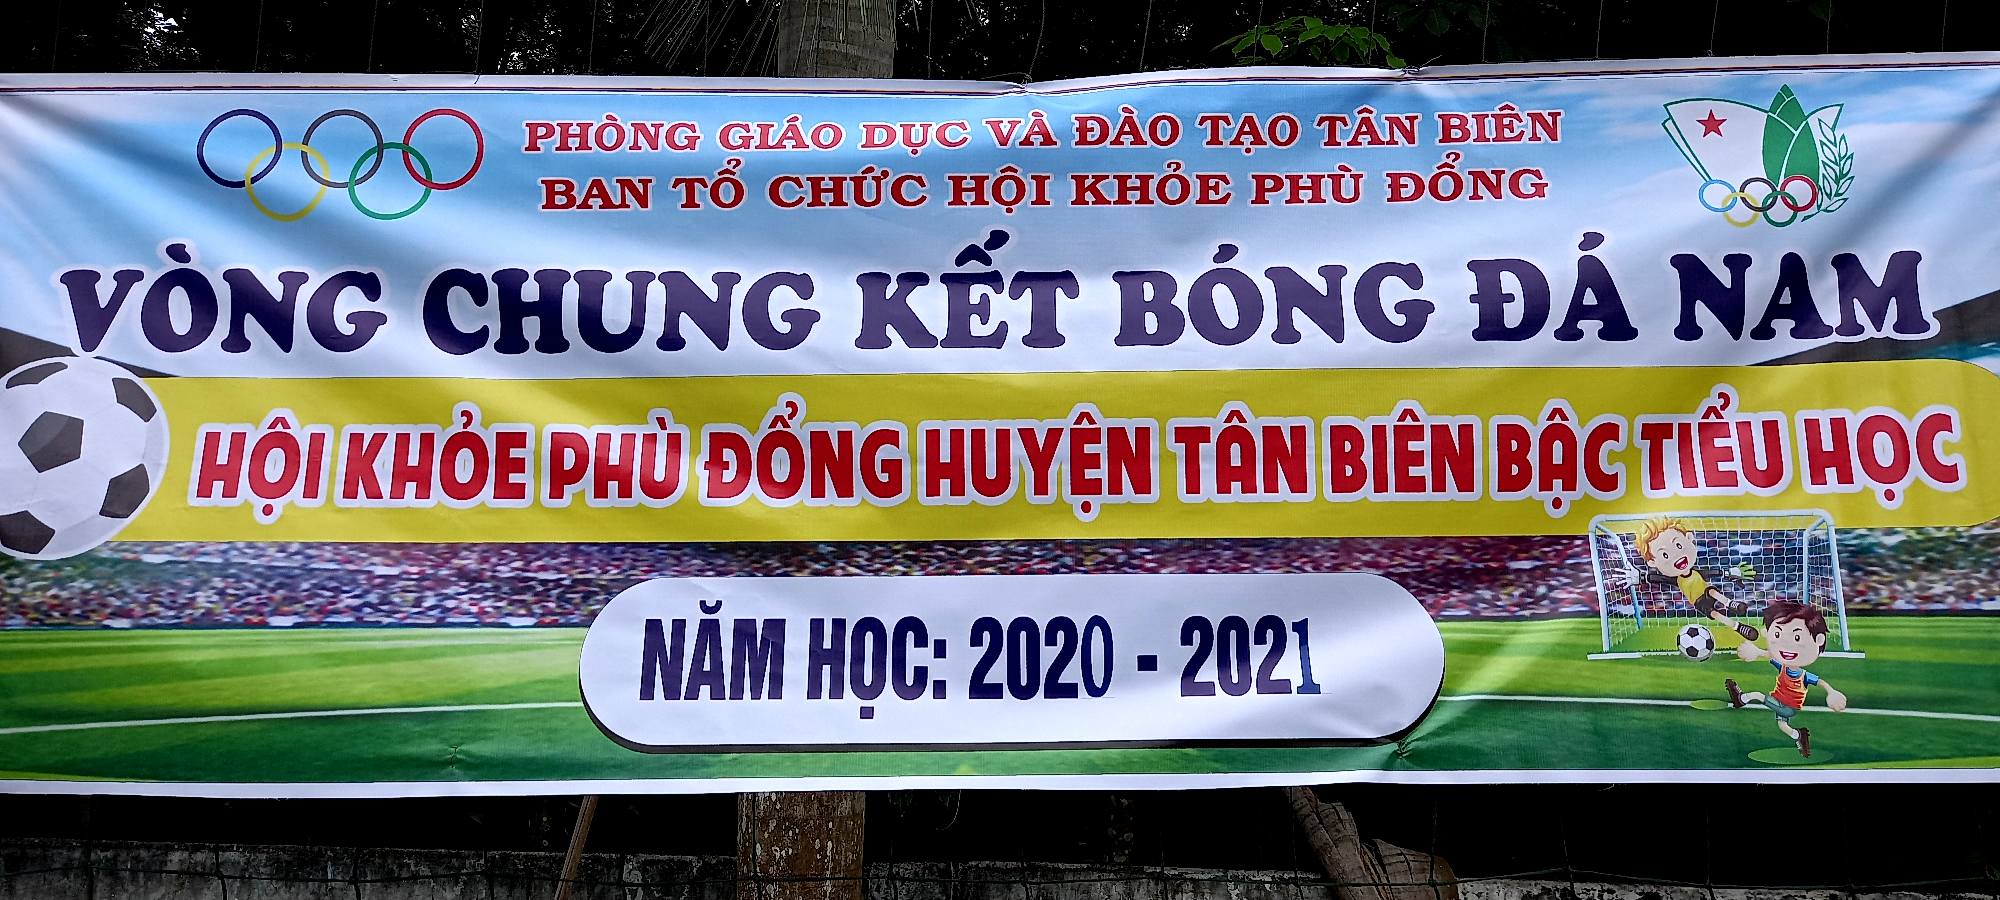 PHÒNG GIÁO DỤC VÀ ĐÀO TẠO TÂN BIÊN
BAN TỔ CHỨC HỘI KHỎE PHÙ ĐỔNG
VÒNG CHUNG KẾT BÓNG ĐÁ NAM
HỘI KHỎE PHÙ ĐỔNG HUYỆN TÂN BIÊN BẬC TIỂU HỌC
NĂM HỌC: 2020 - 2021